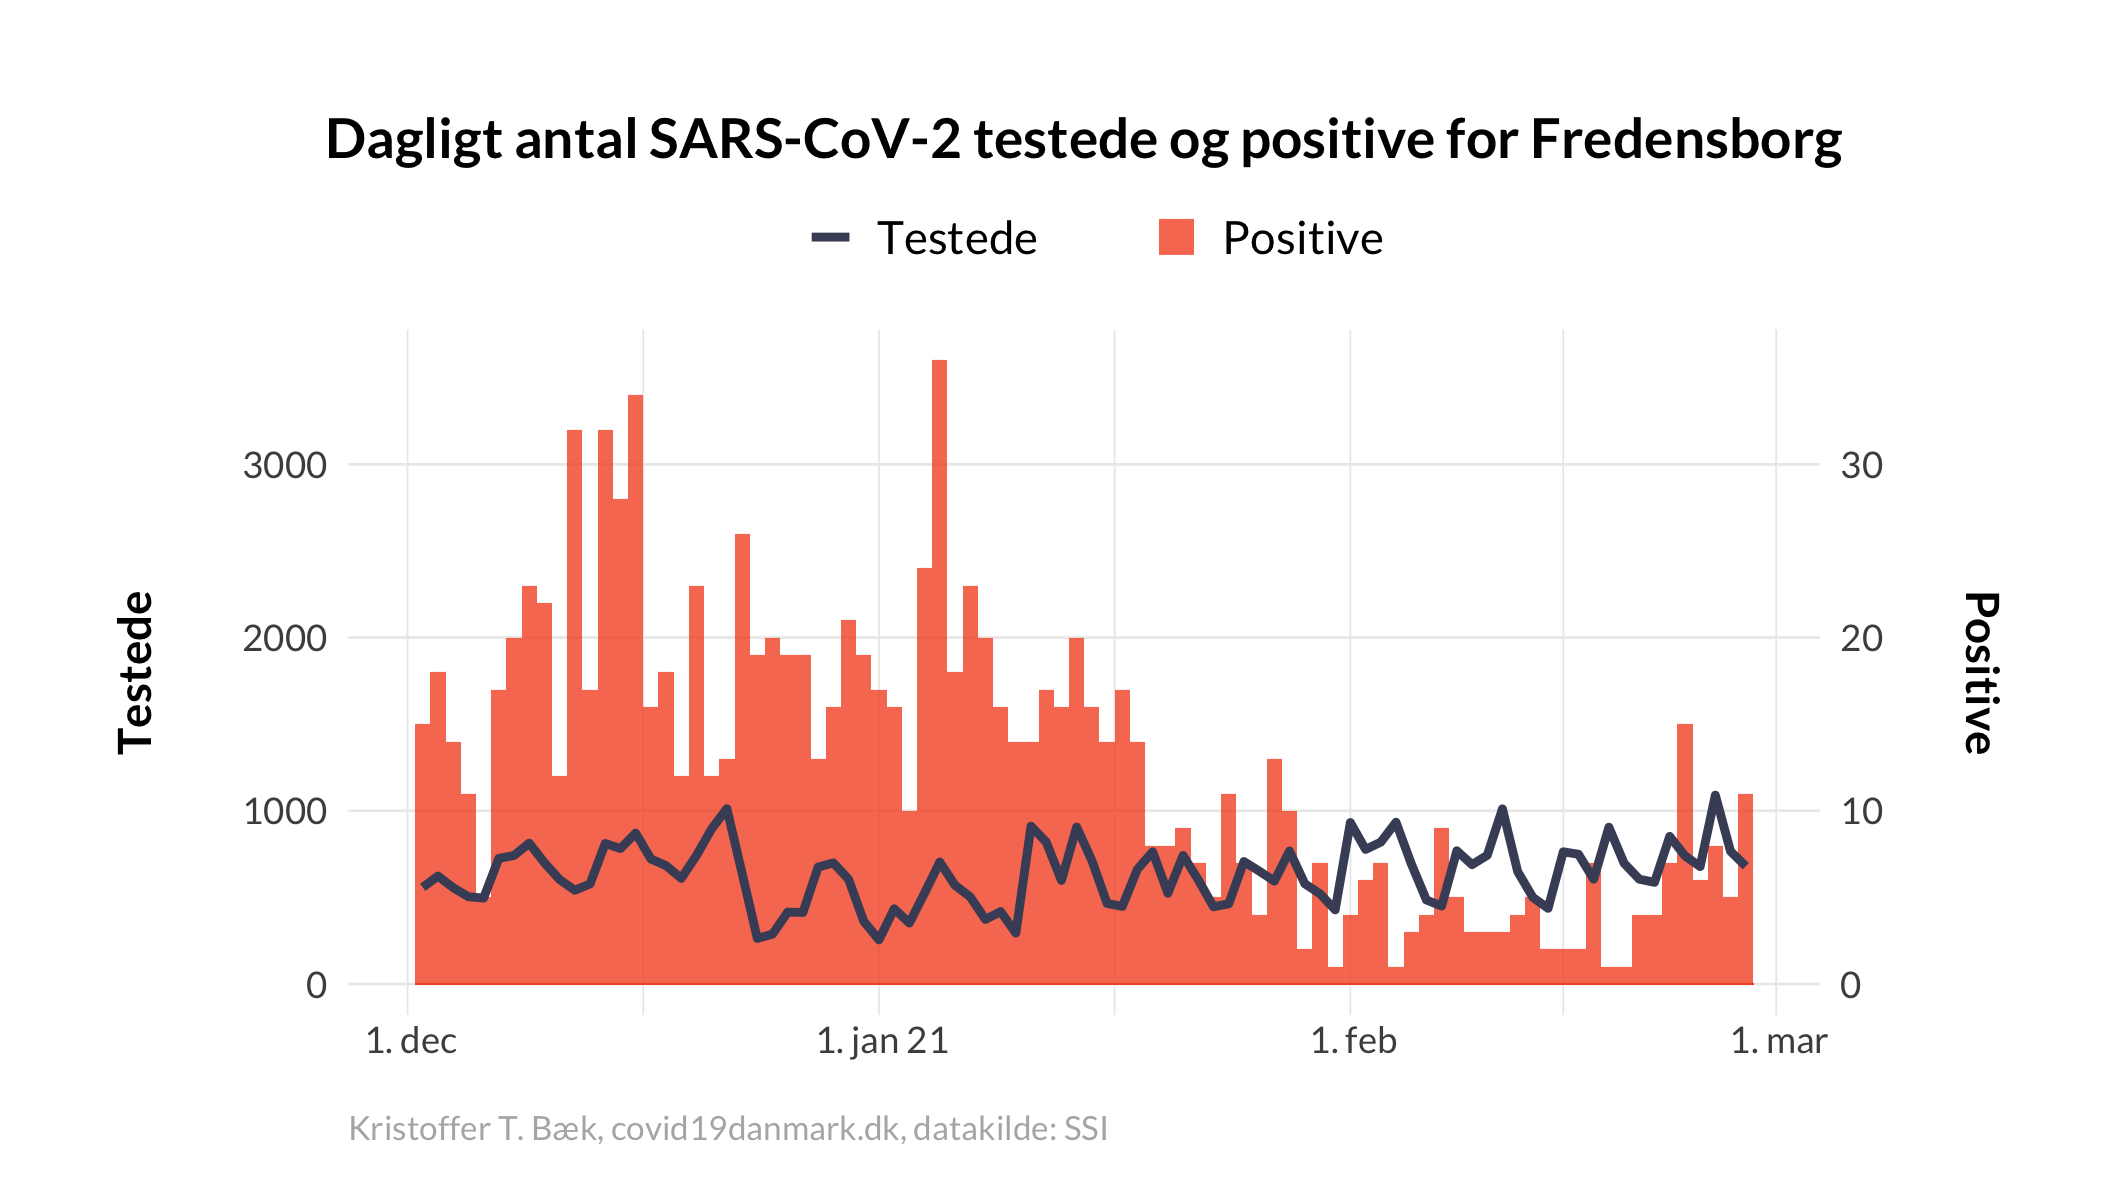 Dagligt antal SARS-CoV-2 testede og positive for Fredensborg
Testede
Positive
3000
2000
1000
0
Testede
30
20
10
0
Positive
1. dec
1. jan 21
1. feb
1. mar
Kristoffer T. Bæk, covid19danmark.dk, datakilde: SSI